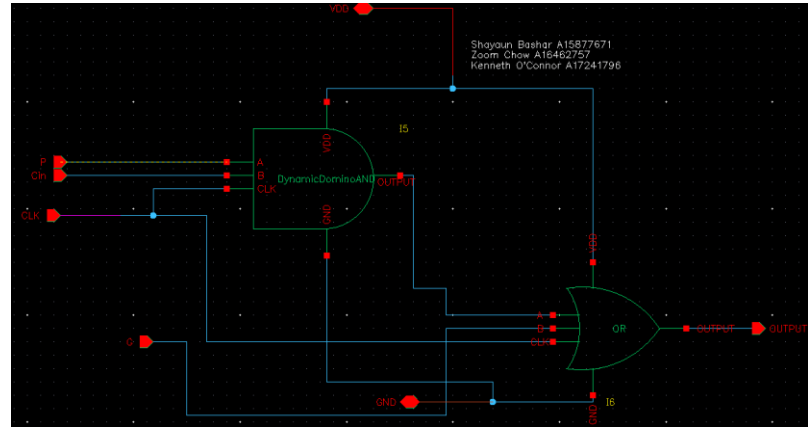 VDD
Shayaun Bashar A15877671
Zoom Chow A16462757
Kenneth O'Connor A17241796
I5
VDD
P
A
Cin
B
DynamicDominoAND
OUTPUT
CLK
GND
CLK
VDD
A
B
OR
OUTPUT
OUTPUT
CLK
G
GND
I6
GND